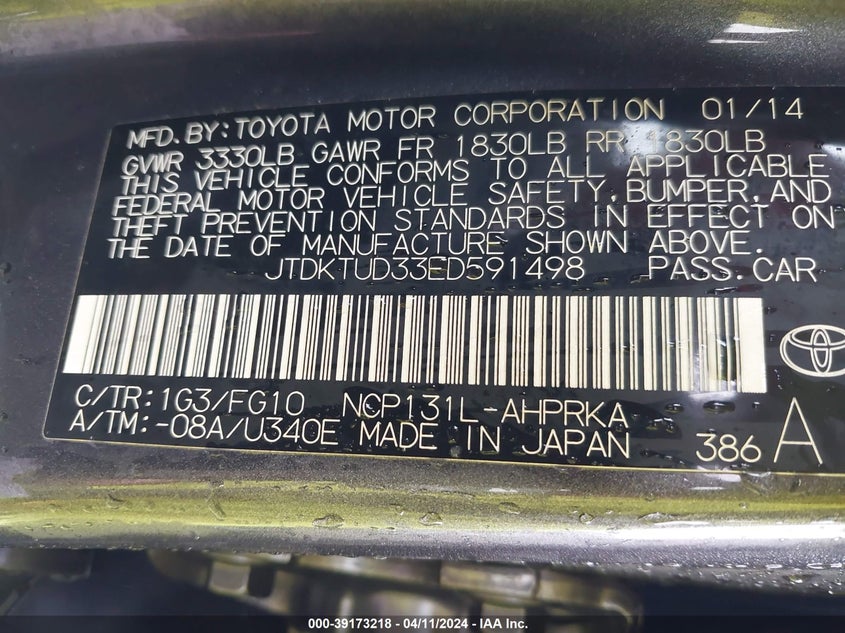 MFD.BY:TOYOTA MOTOR CORPORATION 01/14
GVWR 3330LB GAWR FR 1830LB RR 1830LB
THIS VEHICLE CONFORMS TO ALL APPLICABLE
FEDERAL MOTOR VEHICLE SAFETY,BUMPER,AND
THEFT PREVENTION STANDARDS IN EFFECT ON
THE DATE OF MANUFACTURE SHOWN ABOVE.
JTDKTUD33ED591498 PASS.CAR
C/TR:1G3/FG10 NCP131L-AHPRKA
A/TM:-08A/U340E MADE IN JAPAN 386 A
000-39173218 - 04/11/2024 - IAA Inc.